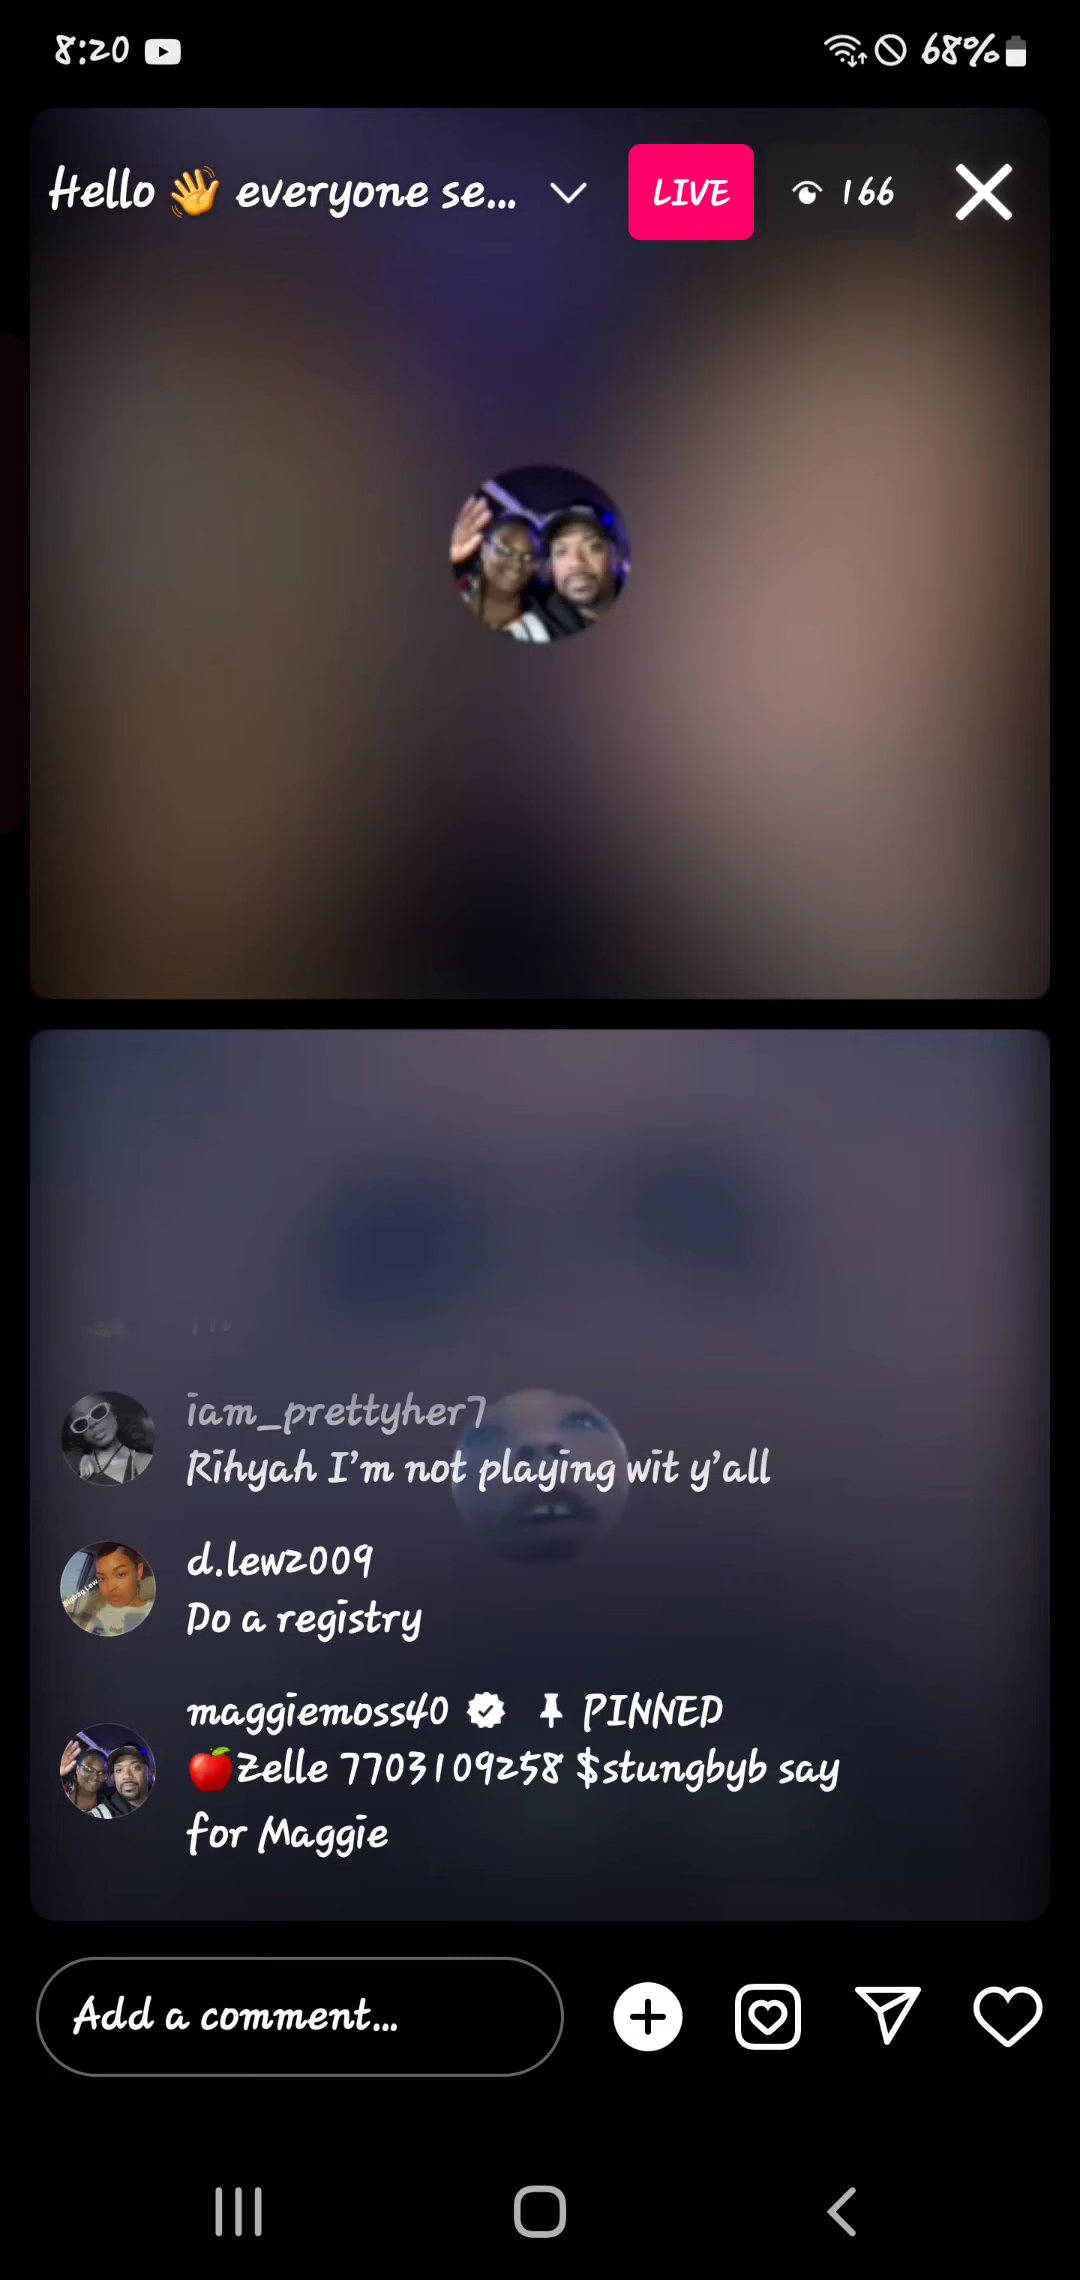 8:20 68%
Hello 👋 everyone se... LIVE 166
iam_prettyher7
Rihyah I'm not playing wit y'all
d.lew2009
Do a registry
maggiemoss40 PINNED
🍎Zelle 7703109258 $stungbyb say
for Maggie
Add a comment...